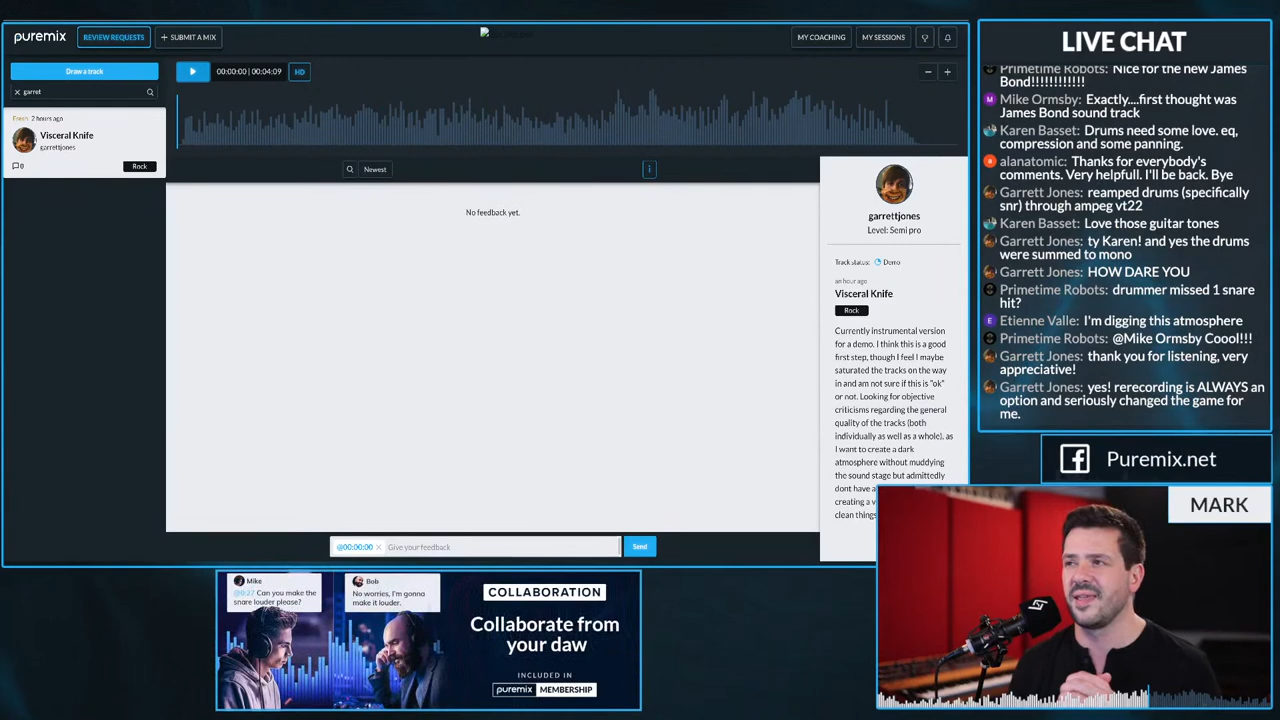 puremix
REVIEW REQUESTS
+ SUBMIT A MIX
MY COACHING
MY SESSIONS
Draw a track
× garret
00:00:00 | 00:04:09
HD
− +
Fresh 2 hours ago
Visceral Knife
garrettjones
0
Rock
Newest
i
No feedback yet.
@00:00:00 ×
Give your feedback
Send
garrettjones
Level: Semi pro
Track status: Demo
an hour ago
Visceral Knife
Rock
Currently instrumental version
for a demo. I think this is a good
first step, though I feel I maybe
saturated the tracks on the way
in and am not sure if this is "ok"
or not. Looking for objective
criticisms regarding the general
quality of the tracks (both
individually as well as a whole), as
I want to create a dark
atmosphere without muddying
the sound stage but admittedly
dont have a
creating a v
clean things
LIVE CHAT
Primetime Robots: Nice for the new James
Bond!!!!!!!!!!!!
M Mike Ormsby: Exactly....first thought was
James Bond sound track
Karen Basset: Drums need some love. eq,
compression and some panning.
a alanatomic: Thanks for everybody's
comments. Very helpfull. I'll be back. Bye
Garrett Jones: reamped drums (specifically
snr) through ampeg vt22
Karen Basset: Love those guitar tones
Garrett Jones: ty Karen! and yes the drums
were summed to mono
Garrett Jones: HOW DARE YOU
Primetime Robots: drummer missed 1 snare
hit?
E Etienne Valle: I'm digging this atmosphere
Primetime Robots: @Mike Ormsby Coool!!!
Garrett Jones: thank you for listening, very
appreciative!
Garrett Jones: yes! rerecording is ALWAYS an
option and seriously changed the game for
me.
Puremix.net
MARK
Mike
@0:27 Can you make the
snare louder please?
Bob
No worries, I'm gonna
make it louder.
COLLABORATION
Collaborate from
your daw
INCLUDED IN
puremix MEMBERSHIP